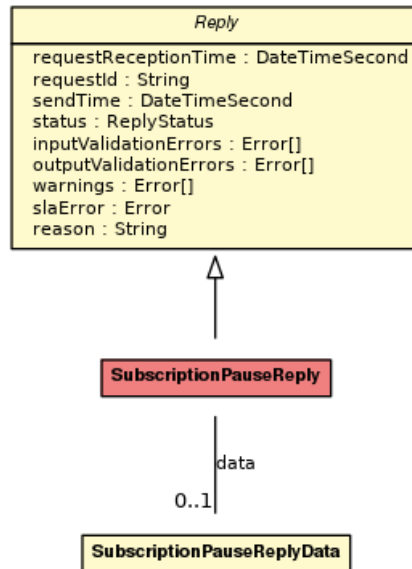 Reply
requestReceptionTime : DateTimeSecond
requestId : String
sendTime : DateTimeSecond
status : ReplyStatus
inputValidationErrors : Error[]
outputValidationErrors : Error[]
warnings : Error[]
slaError : Error
reason : String
SubscriptionPauseReply
data
0..1
SubscriptionPauseReplyData